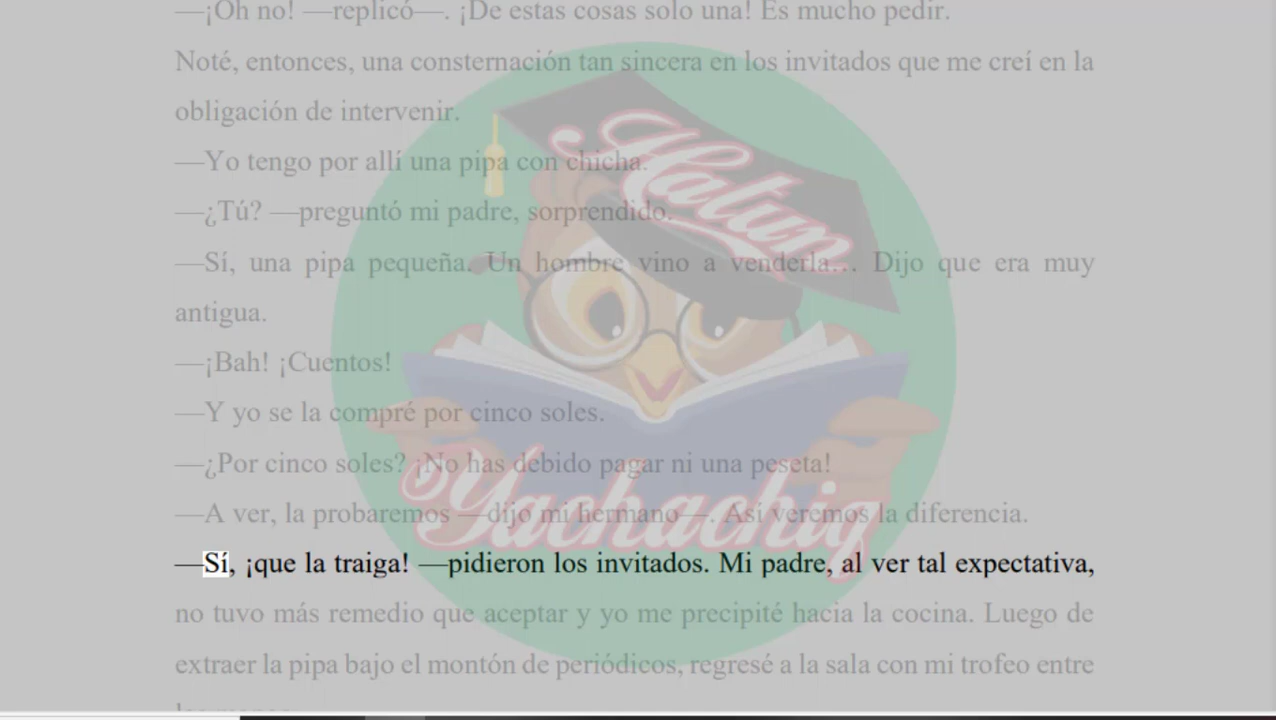 —¡Oh no! —replicó—. ¡De estas cosas solo una! Es mucho pedir.
Noté, entonces, una consternación tan sincera en los invitados que me creí en la
obligación de intervenir.
—Yo tengo por allí una pipa con chicha.
—¿Tú? —preguntó mi padre, sorprendido.
—Sí, una pipa pequeña. Un hombre vino a venderla… Dijo que era muy
antigua.
—¡Bah! ¡Cuentos!
—Y yo se la compré por cinco soles.
—¿Por cinco soles? ¡No has debido pagar ni una peseta!
—A ver, la probaremos —dijo mi hermano—. Así veremos la diferencia.
—Sí, ¡que la traiga! —pidieron los invitados. Mi padre, al ver tal expectativa,
no tuvo más remedio que aceptar y yo me precipité hacia la cocina. Luego de
extraer la pipa bajo el montón de periódicos, regresé a la sala con mi trofeo entre
Hatun
Yachachiq